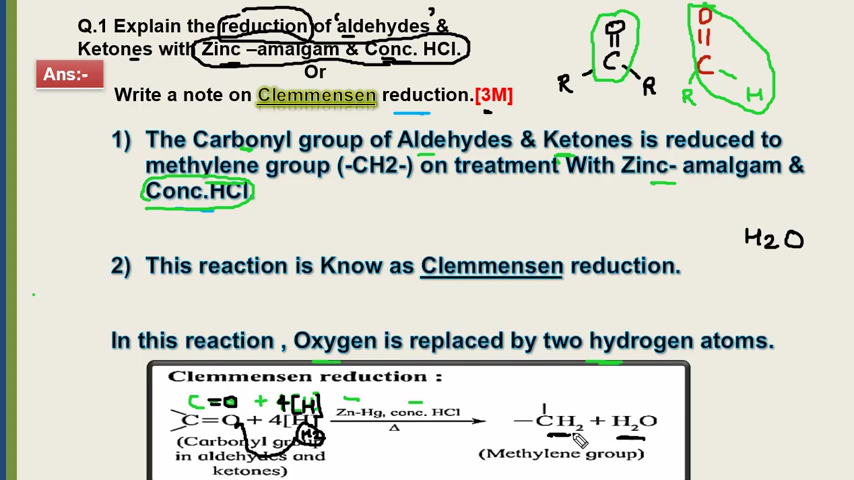 Q.1 Explain the reduction of aldehydes &
Ketones with Zinc –amalgam & Conc. HCl.
Ans:-
Or
Write a note on Clemmensen reduction.[3M]
O
C
R R
O
C
R H
1) The Carbonyl group of Aldehydes & Ketones is reduced to
methylene group (-CH2-) on treatment With Zinc- amalgam &
Conc.HCl
H2O
2) This reaction is Know as Clemmensen reduction.
In this reaction , Oxygen is replaced by two hydrogen atoms.
Clemmensen reduction :
C=O + 4[H]
C=O + 4[H] Zn-Hg, conc. HCl Δ —CH2 + H2O
H2
(Carbonyl group
in aldehydes and
ketones)
(Methylene group)